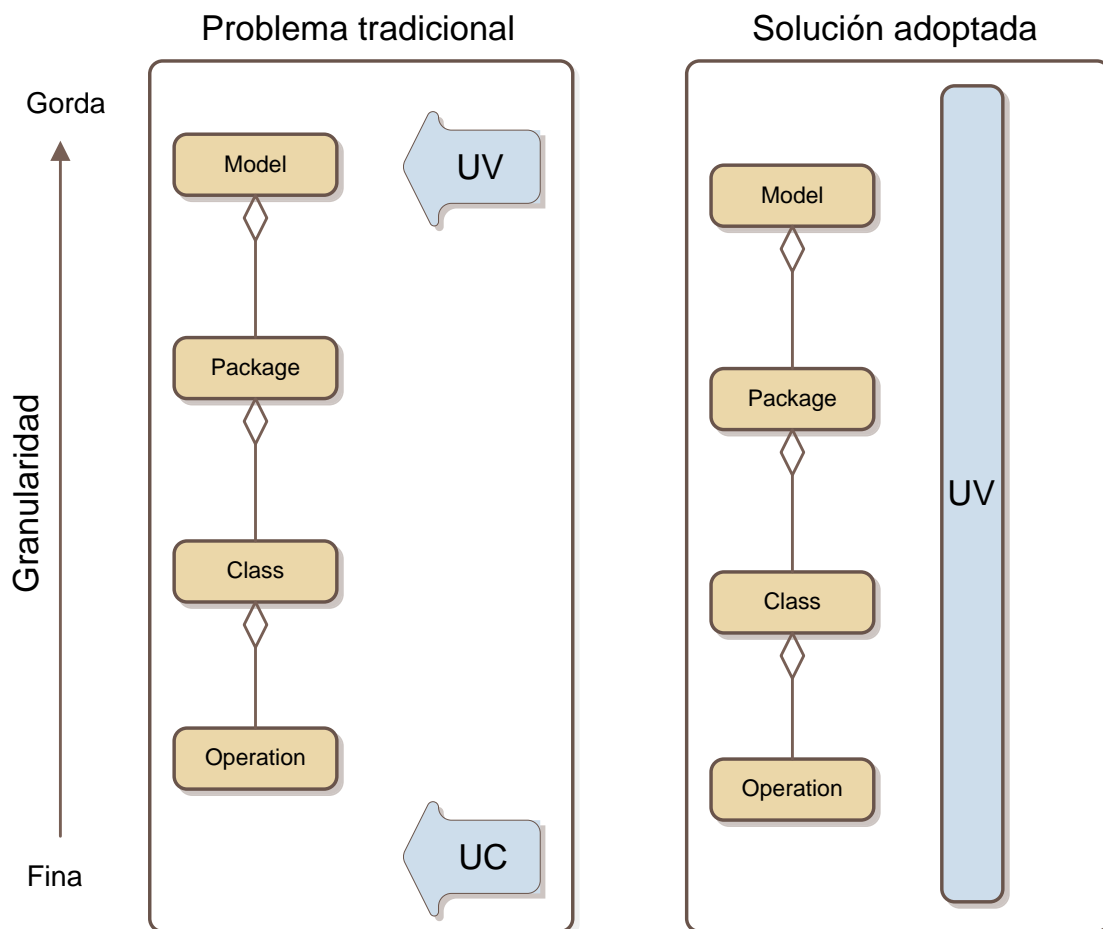 Problema tradicional
Solución adoptada
Gorda
Granularidad
Fina
Model
UV
Package
Class
Operation
UC
Model
Package
UV
Class
Operation